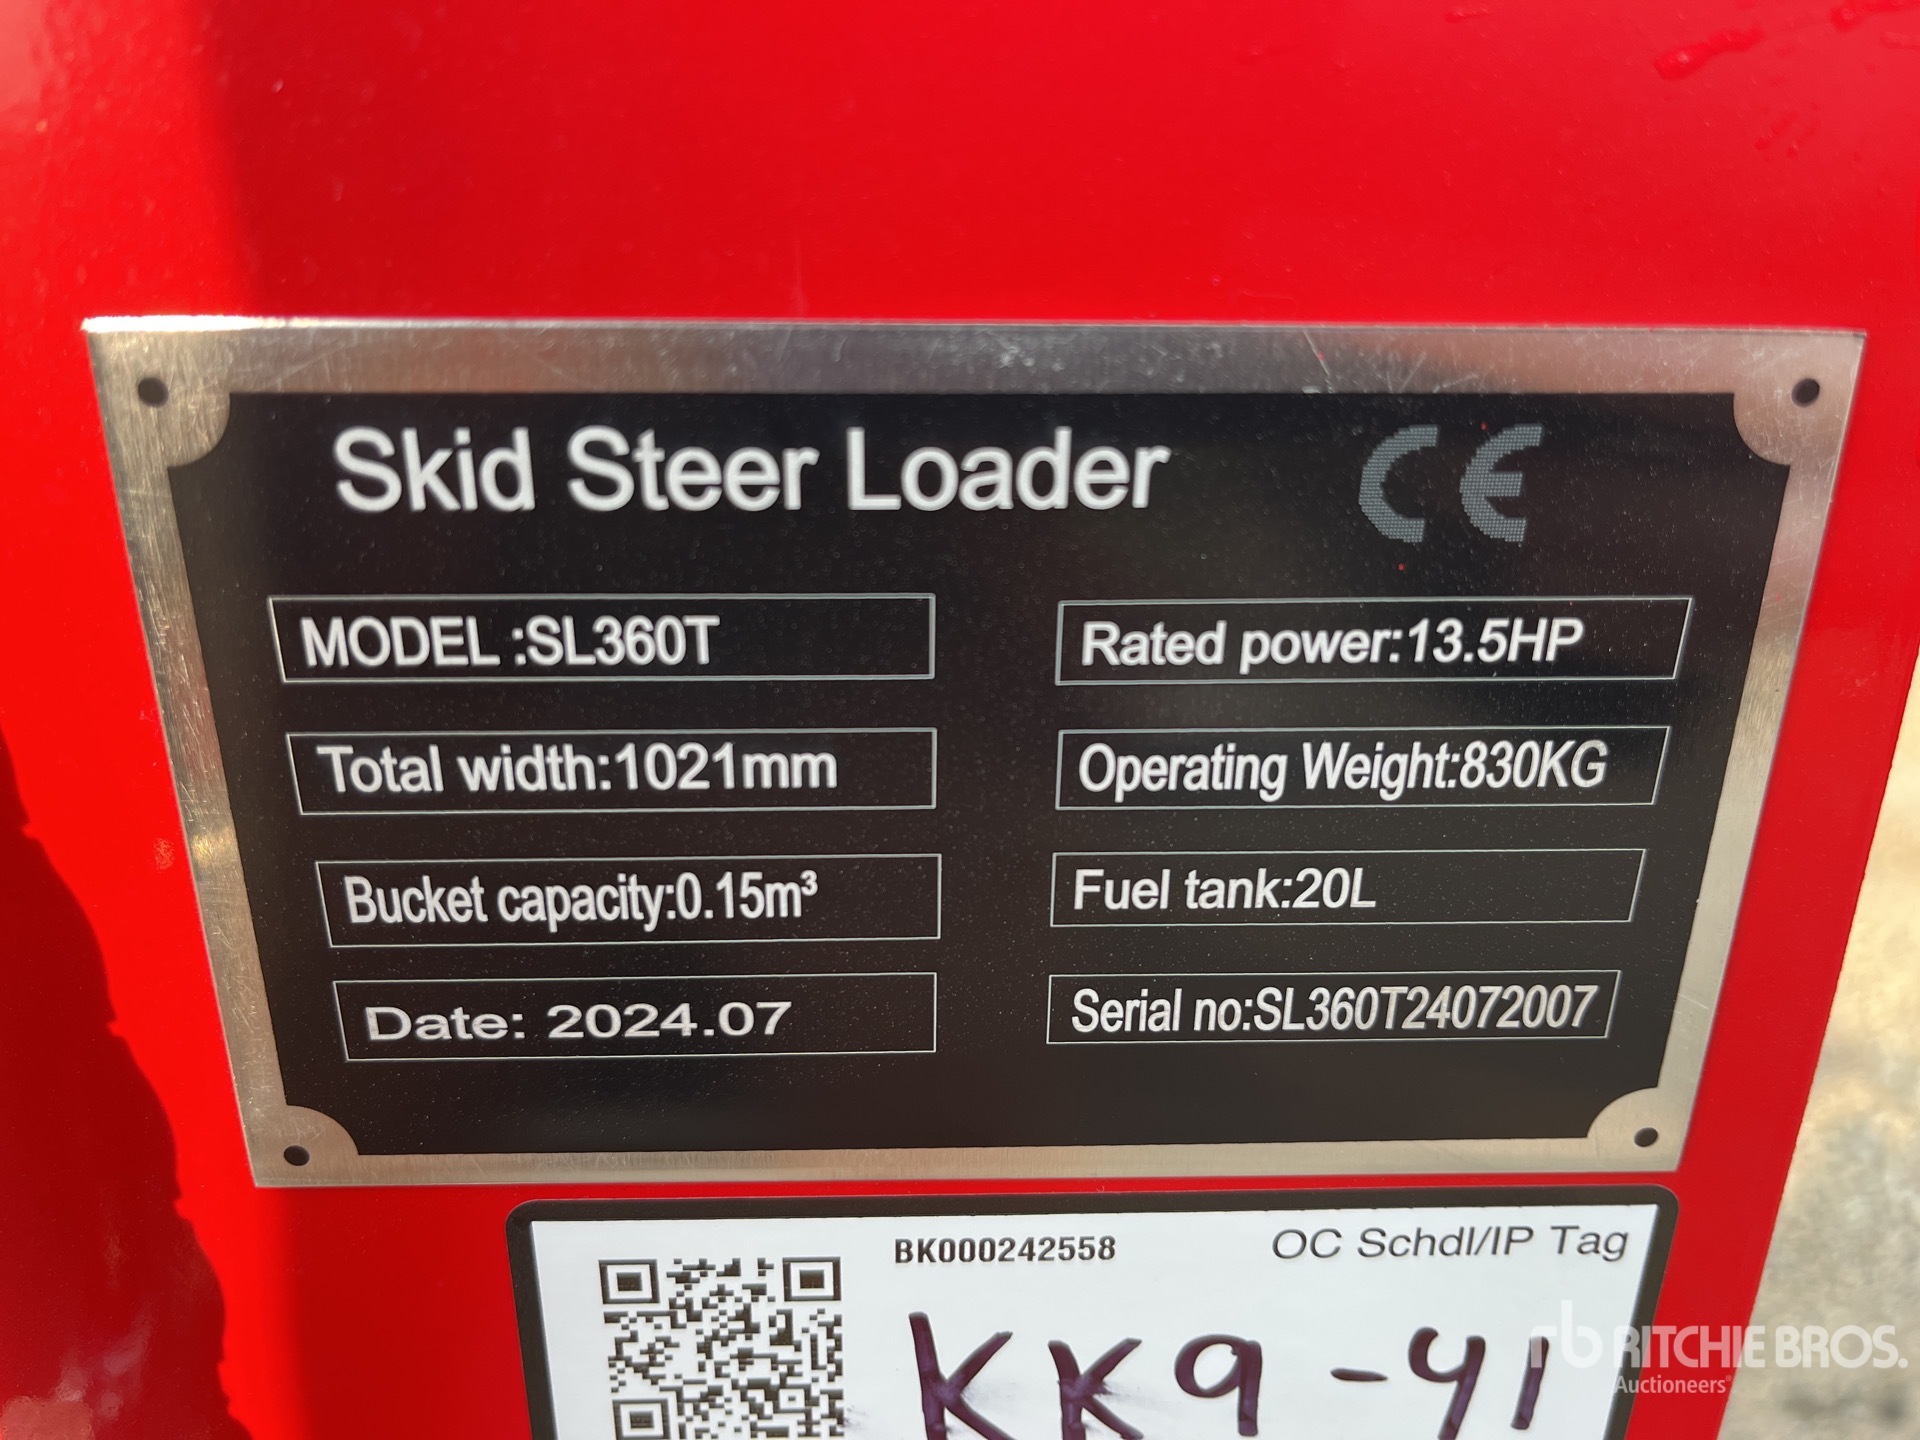 Skid Steer Loader CE
MODEL :SL360T
Rated power:13.5HP
Total width:1021mm
Operating Weight:830KG
Bucket capacity:0.15m³
Fuel tank:20L
Date: 2024.07
Serial no:SL360T24072007
BK000242558
OC Schdl/IP Tag
KK9-41
rb RITCHIE BROS.
Auctioneers®